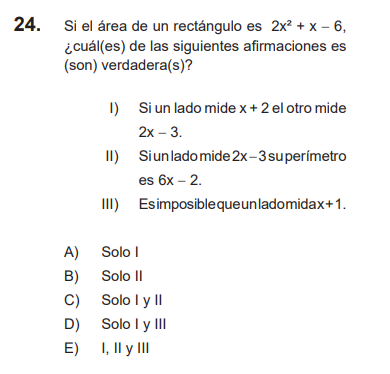 24. Si el área de un rectángulo es 2x² + x – 6,
¿cuál(es) de las siguientes afirmaciones es
(son) verdadera(s)?
I) Si un lado mide x + 2 el otro mide
2x – 3.
II) Si un lado mide 2x – 3 su perímetro
es 6x – 2.
III) Es imposible que un lado mida x + 1.
A) Solo I
B) Solo II
C) Solo I y II
D) Solo I y III
E) I, II y III